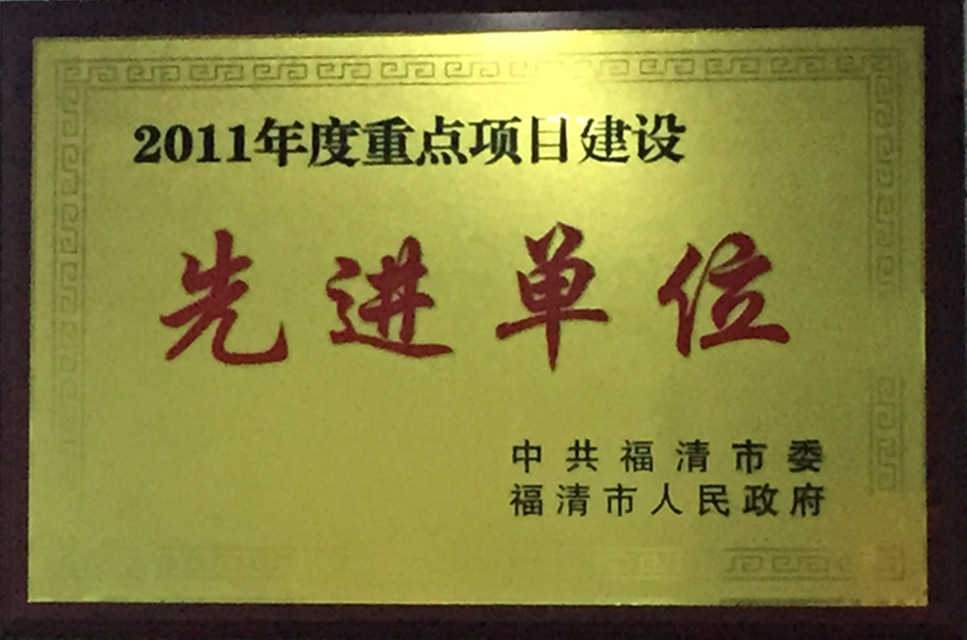 2011年度重点项目建设
先进单位
中共福清市委
福清市人民政府